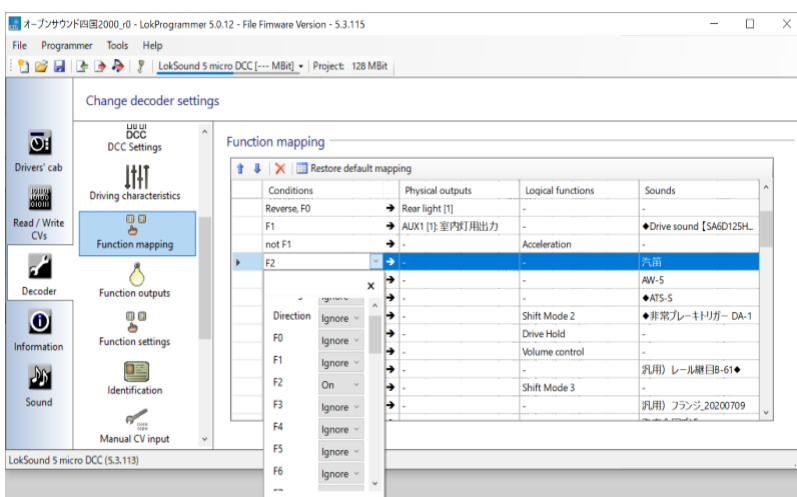 オープンサウンド四国2000_r0 - LokProgrammer 5.0.12 - File Fimware Version - 5.3.115
File Programmer Tools Help
LokSound 5 micro DCC [--- MBit] Project: 128 MBit
Change decoder settings
Drivers' cab
Read / Write CVs
Decoder
Information
Sound
DCC
DCC Settings
Driving characteristics
Function mapping
Function outputs
Function settings
Identification
Manual CV input
Function mapping
Restore default mapping
Conditions Physical outputs Logical functions Sounds
Reverse, F0 Rear light [1] - -
F1 AUX1 [1]: 室内灯用出力 - ◆Drive sound【SA6D125H...
not F1 - Acceleration -
F2 - - 汽笛
- - AW-5
- - ◆ATS-S
- Shift Mode 2 ◆非常ブレーキトリガー DA-1
- Drive Hold -
- Volume control -
- - 汎用）レール継目B-61◆
- Shift Mode 3 -
- - 汎用）フランジ_20200709
x
Ignore
Direction Ignore
F0 Ignore
F1 Ignore
F2 On
F3 Ignore
F4 Ignore
F5 Ignore
F6 Ignore
LokSound 5 micro DCC (5.3.113)